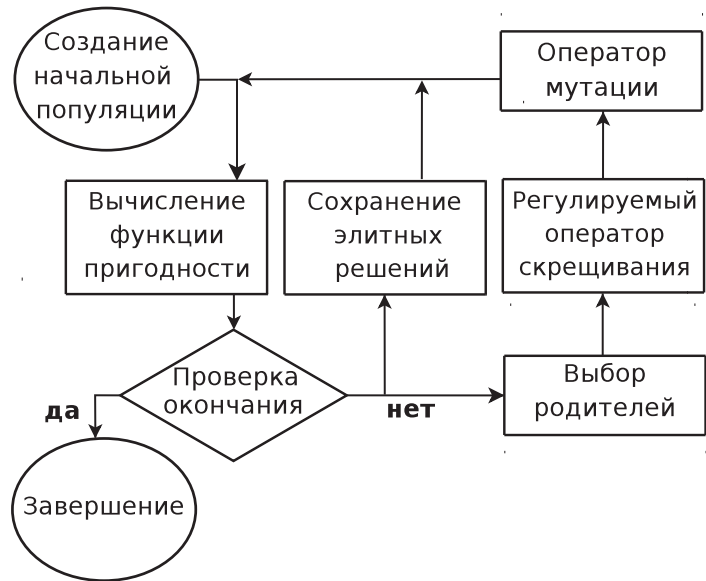 Создание
начальной
популяции
Оператор
мутации
Вычисление
функции
пригодности
Сохранение
элитных
решений
Регулируемый
оператор
скрещивания
Проверка
окончания
да
нет
Выбор
родителей
Завершение